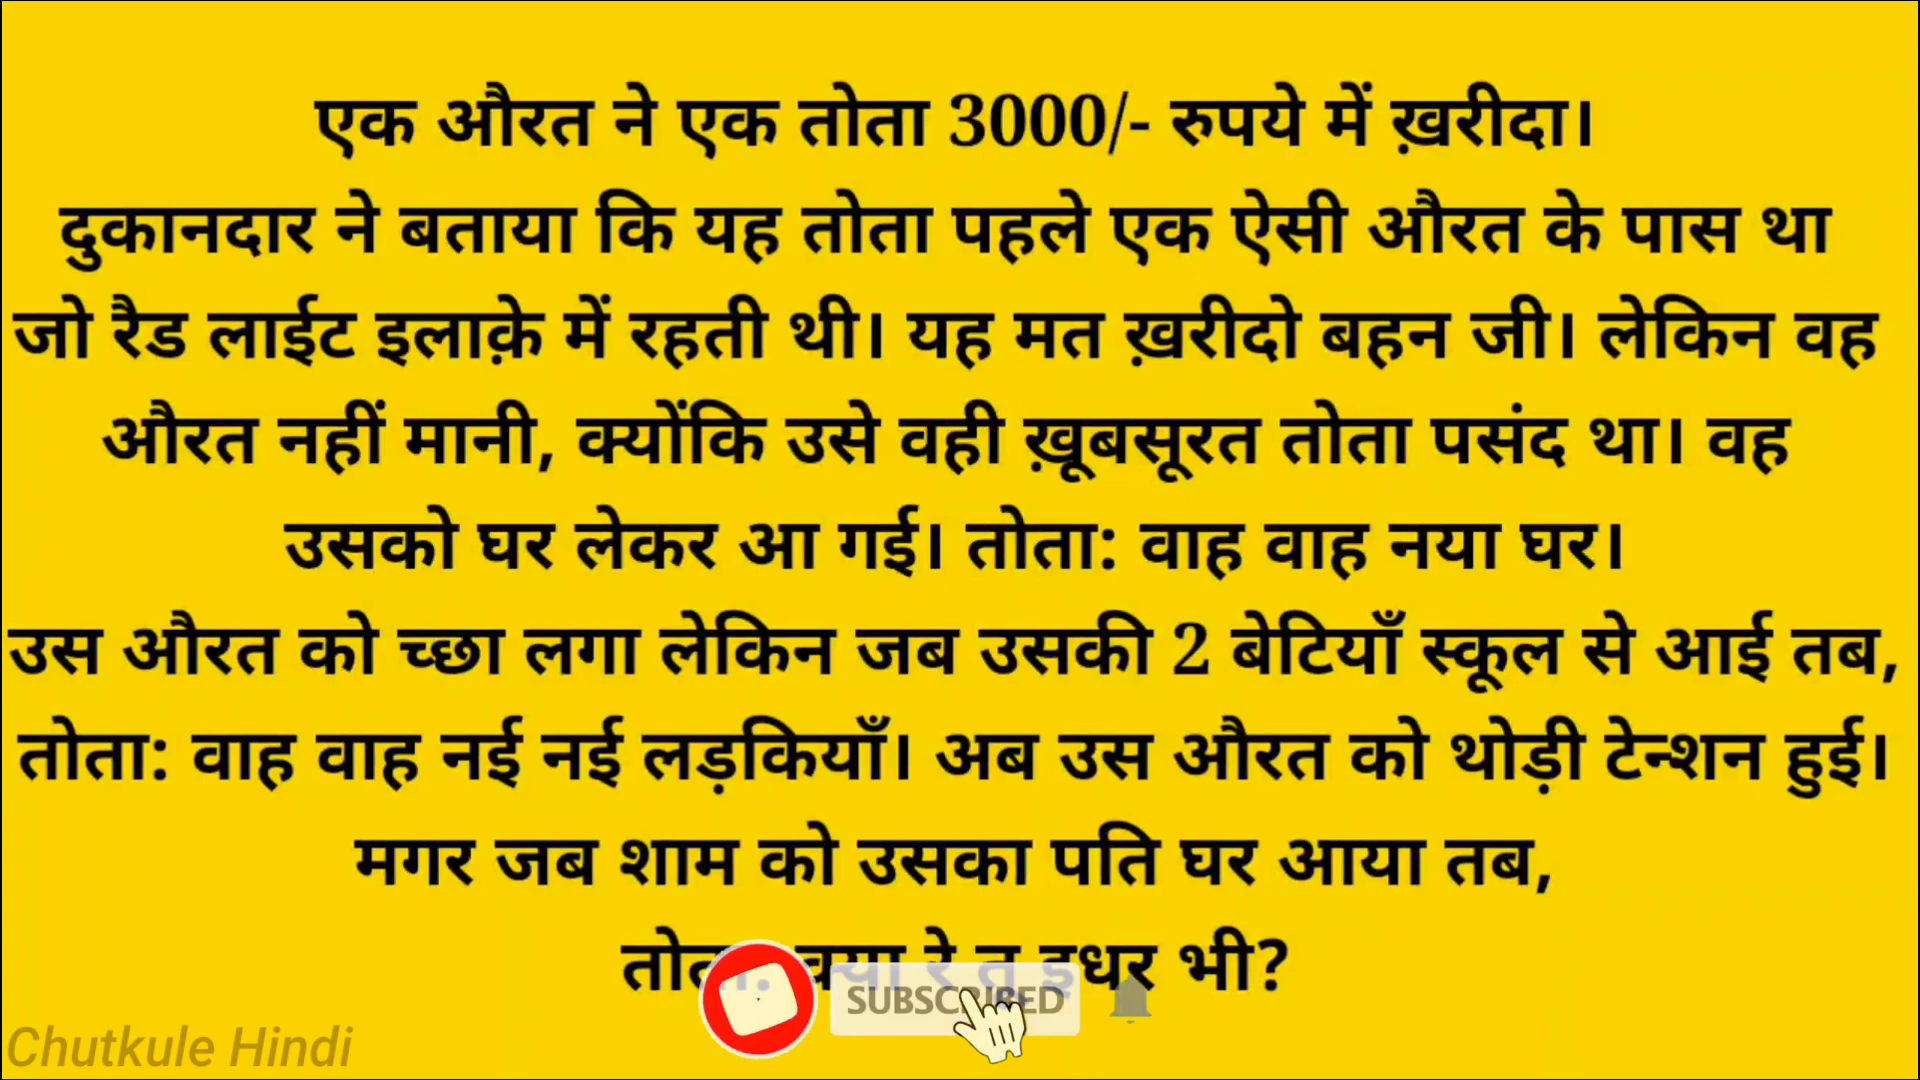 एक औरत ने एक तोता 3000/- रुपये में ख़रीदा।
दुकानदार ने बताया कि यह तोता पहले एक ऐसी औरत के पास था
जो रैड लाईट इलाक़े में रहती थी। यह मत ख़रीदो बहन जी। लेकिन वह
औरत नहीं मानी, क्योंकि उसे वही ख़ूबसूरत तोता पसंद था। वह
उसको घर लेकर आ गई। तोता: वाह वाह नया घर।
उस औरत को च्छा लगा लेकिन जब उसकी 2 बेटियाँ स्कूल से आई तब,
तोता: वाह वाह नई नई लड़कियाँ। अब उस औरत को थोड़ी टेन्शन हुई।
मगर जब शाम को उसका पति घर आया तब,
तोता: क्या रे तू इधर भी?
SUBSCRIBED
Chutkule Hindi